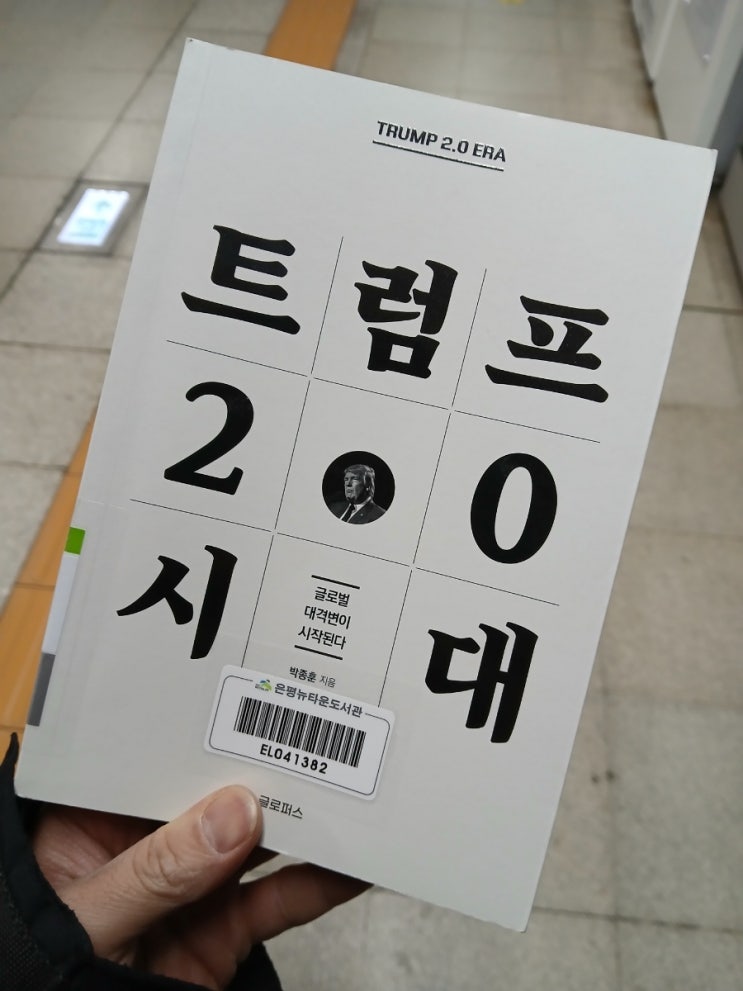 TRUMP 2.0 ERA
트럼프
2.0
시대
글로벌
대격변이
시작된다
박종훈 지음
은평뉴타운도서관
EL041382
글로퍼스